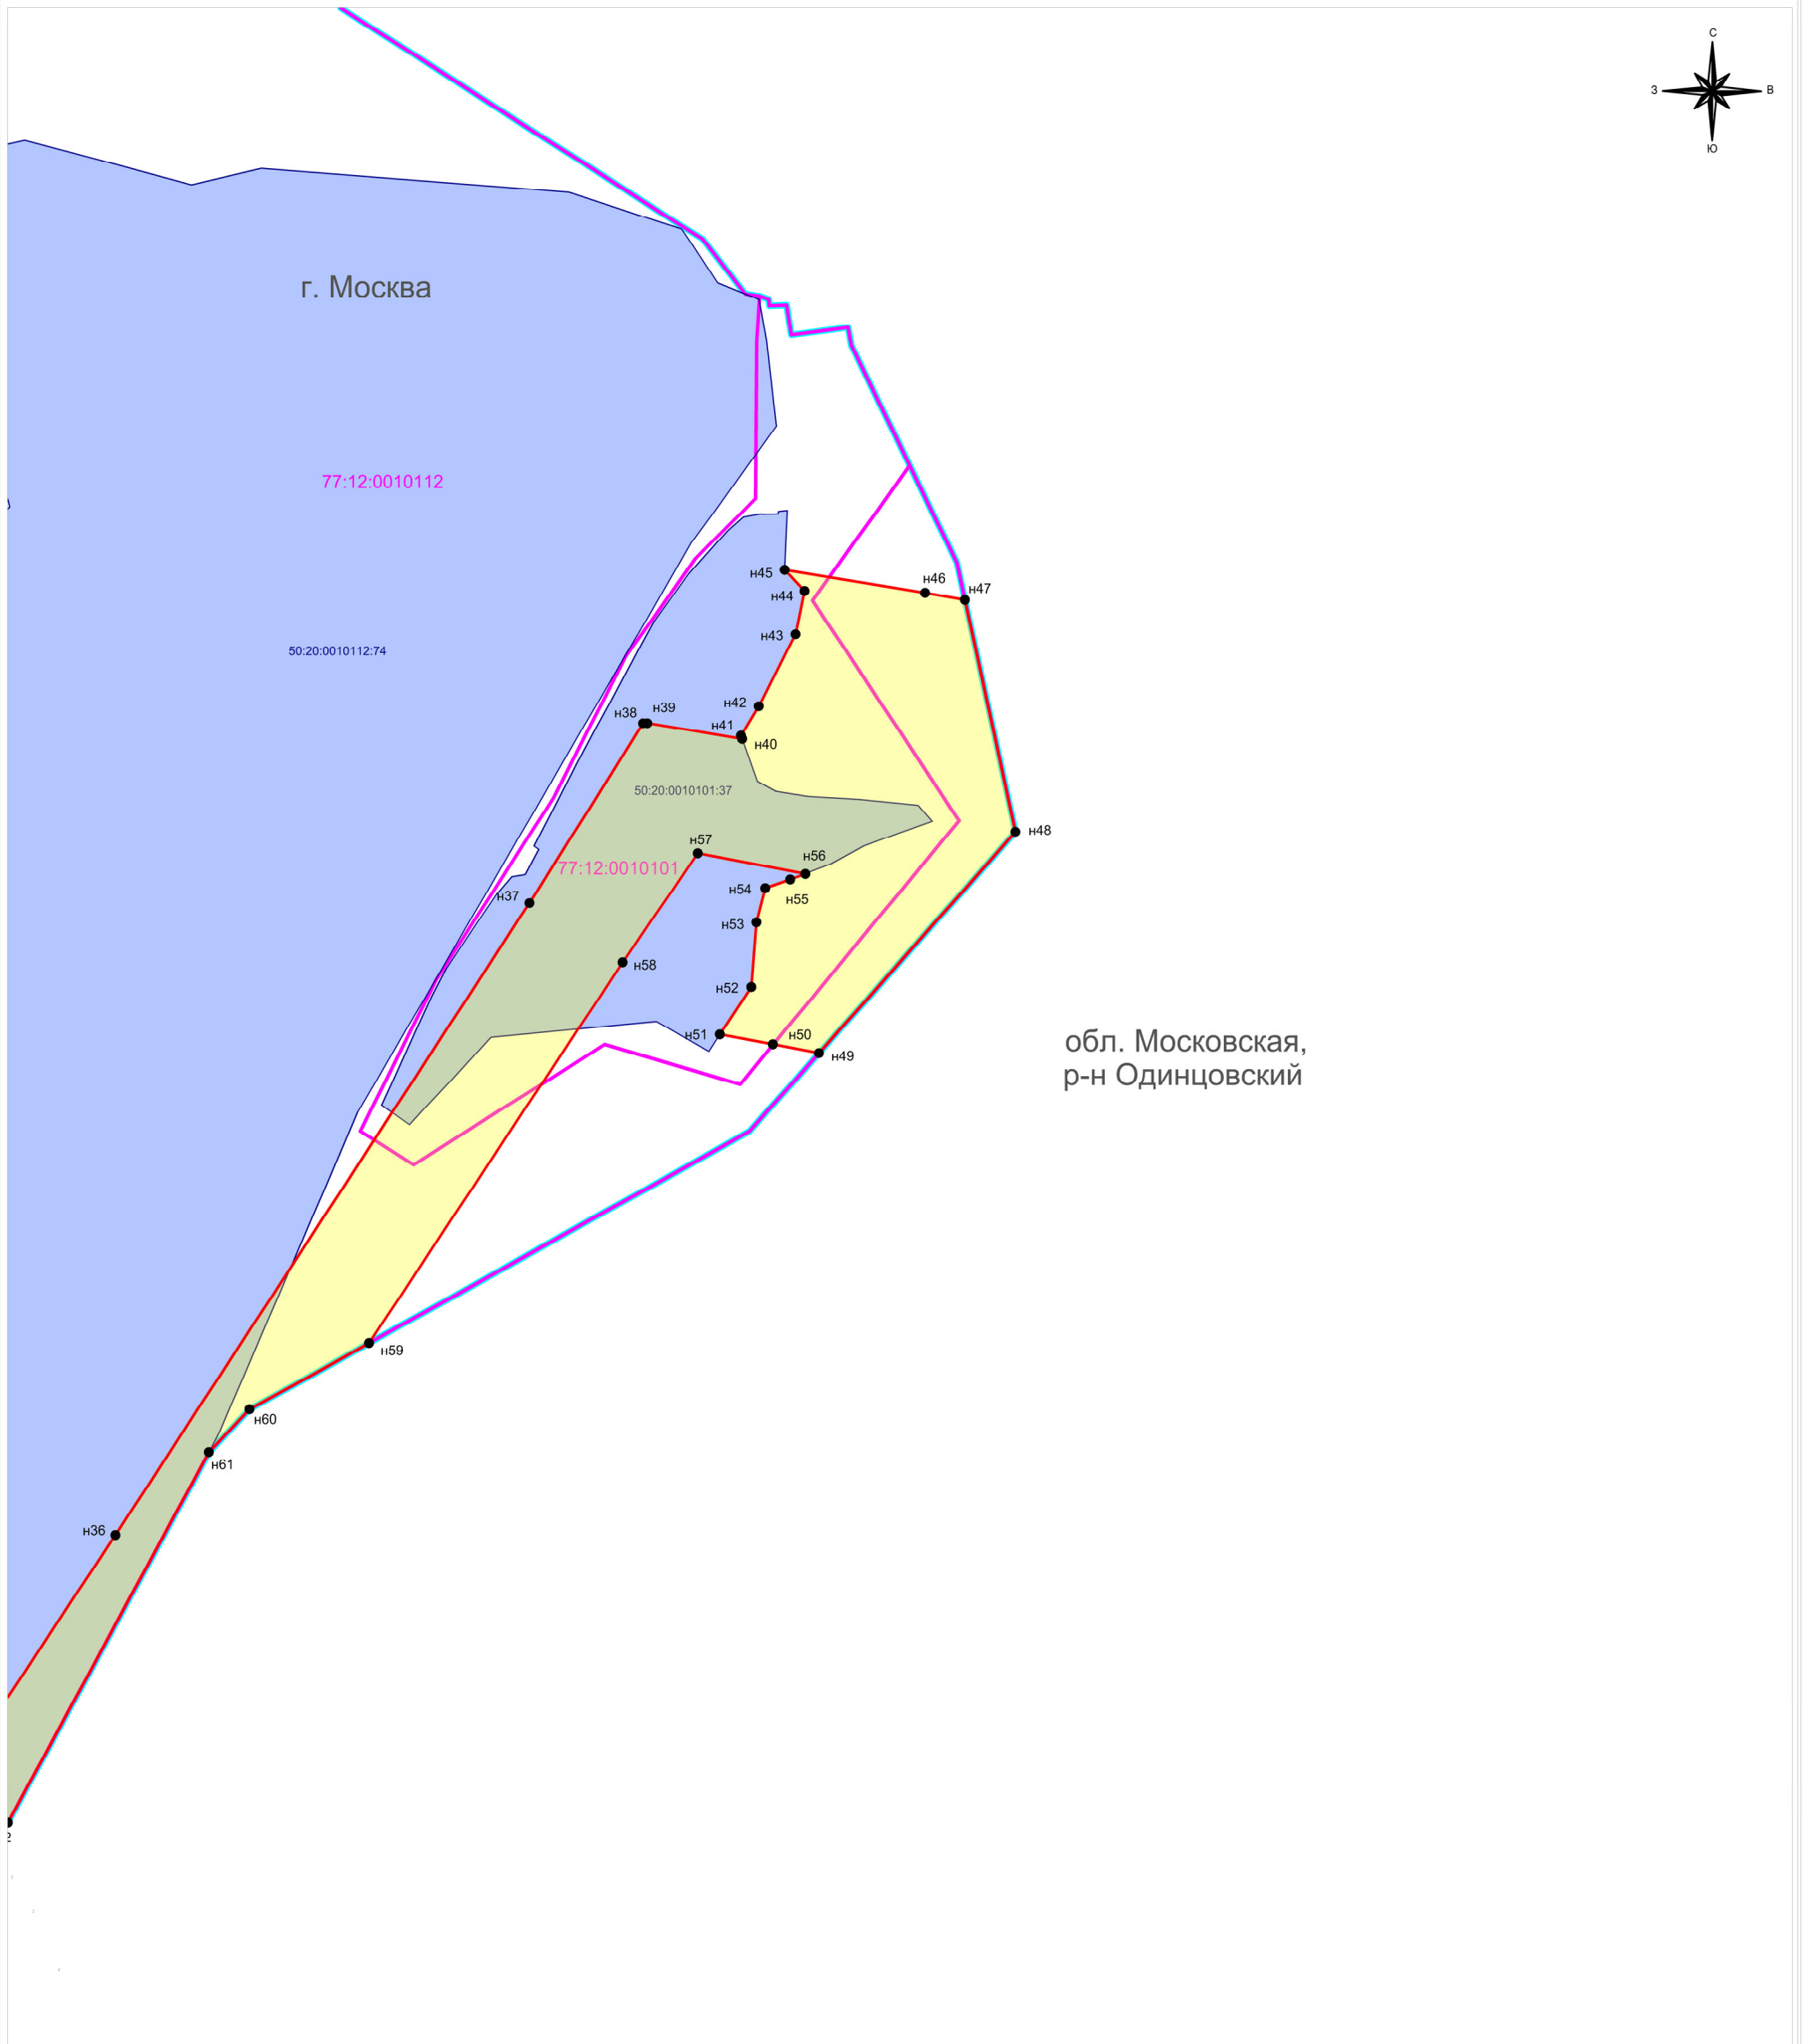 С
З
В
Ю
г. Москва
77:12:0010112
50:20:0010112:74
н45
н46
н47
н44
н43
н42
н38
н39
н41
н40
50:20:0010101:37
н48
н57
77:12:0010101
н56
н54
н55
н37
н53
н58
н52
н51
н50
н49
обл. Московская,
р-н Одинцовский
н59
н60
н61
н36
2